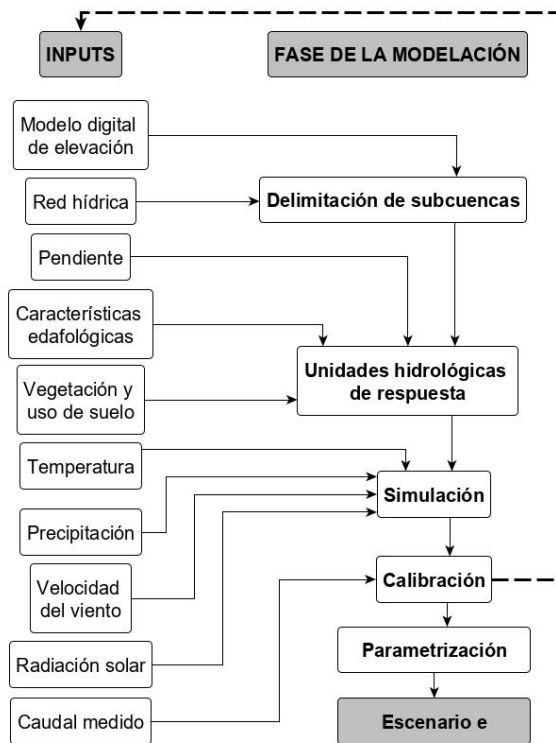 INPUTS
FASE DE LA MODELACIÓN
Modelo digital
de elevación
Red hídrica
Delimitación de subcuencas
Pendiente
Características
edafológicas
Unidades hidrológicas
de respuesta
Vegetación y
uso de suelo
Temperatura
Simulación
Precipitación
Velocidad
del viento
Calibración
Radiación solar
Parametrización
Caudal medido
Escenario e